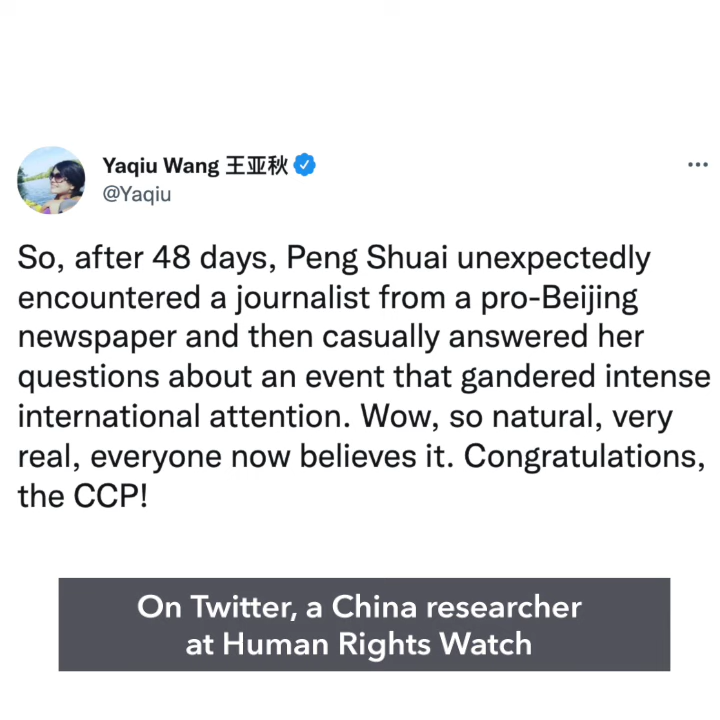 Yaqiu Wang 王亚秋
@Yaqiu
So, after 48 days, Peng Shuai unexpectedly
encountered a journalist from a pro-Beijing
newspaper and then casually answered her
questions about an event that gandered intense
international attention. Wow, so natural, very
real, everyone now believes it. Congratulations,
the CCP!
On Twitter, a China researcher
at Human Rights Watch